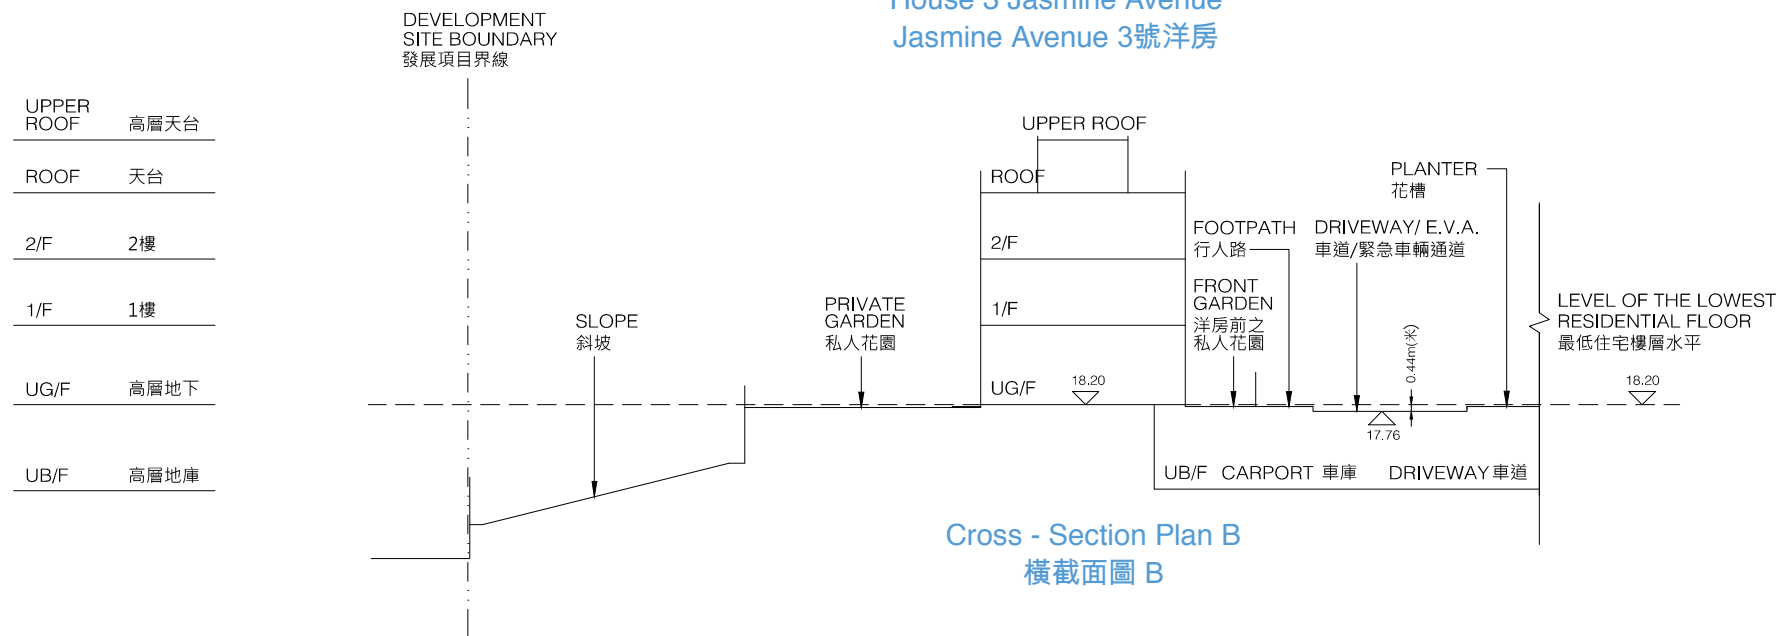 House 3 Jasmine Avenue
Jasmine Avenue 3號洋房
DEVELOPMENT
SITE BOUNDARY
發展項目界線
UPPER
ROOF 高層天台
ROOF 天台
2/F 2樓
1/F 1樓
UG/F 高層地下
UB/F 高層地庫
SLOPE
斜坡
PRIVATE
GARDEN
私人花園
UPPER ROOF
ROOF
2/F
1/F
UG/F
18.20
FOOTPATH
行人路
FRONT
GARDEN
洋房前之
私人花園
DRIVEWAY/ E.V.A.
車道/緊急車輛通道
PLANTER
花槽
0.44m(米)
17.76
UB/F CARPORT 車庫 DRIVEWAY 車道
LEVEL OF THE LOWEST
RESIDENTIAL FLOOR
最低住宅樓層水平
18.20
Cross - Section Plan B
橫截面圖 B